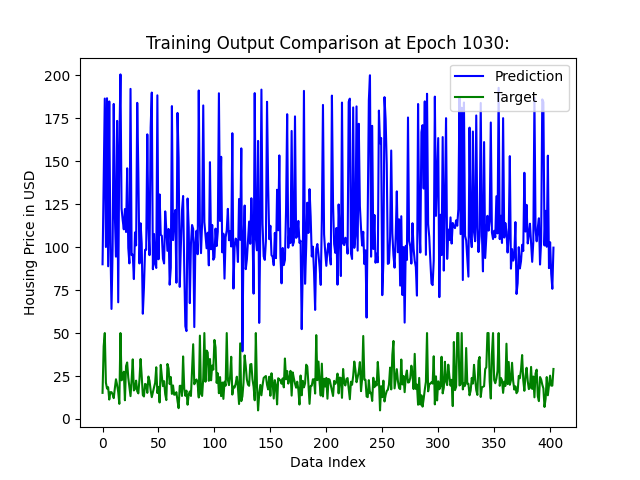 Training Output Comparison at Epoch 1030:
Prediction
Target
Housing Price in USD
200
175
150
125
100
75
50
25
0
0 50 100 150 200 250 300 350 400
Data Index